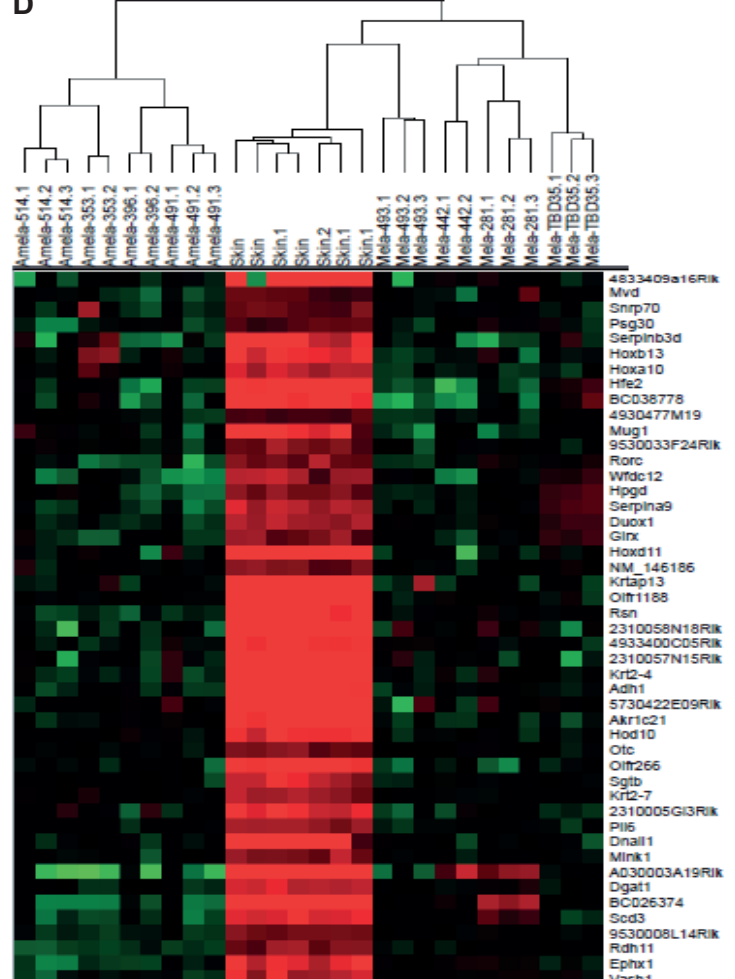 D
Amela-514.1
Amela-514.2
Amela-514.3
Amela-353.1
Amela-353.2
Amela-396.1
Amela-396.2
Amela-491.1
Amela-491.2
Amela-491.3
Skin
Skin
Skin.1
Skin
Skin.2
Skin.1
Skin.1
Mela-493.1
Mela-493.2
Mela-493.3
Mela-442.1
Mela-442.2
Mela-281.1
Mela-281.2
Mela-281.3
Mela-TBD35.1
Mela-TBD35.2
Mela-TBD35.3
4833409a16Rik
Mvd
Snrp70
Psg30
Serpinb3d
Hoxb13
Hoxa10
Hfe2
BC038778
4930477M19
Mug1
9530033F24Rik
Rorc
Wfdc12
Hpgd
Serpina9
Duox1
Glrx
Hoxd11
NM_146186
Krtap13
Olfr1188
Rsn
2310058N18Rik
4933400C05Rik
2310057N15Rik
Krt2-4
Adh1
5730422E09Rik
Akr1c21
Hod10
Otc
Olfr266
Sgtb
Krt2-7
2310005Gl3Rik
Pll6
Dnali1
Mink1
A030003A19Rik
Dgat1
BC026374
Scd3
9530008L14Rik
Rdh11
Ephx1